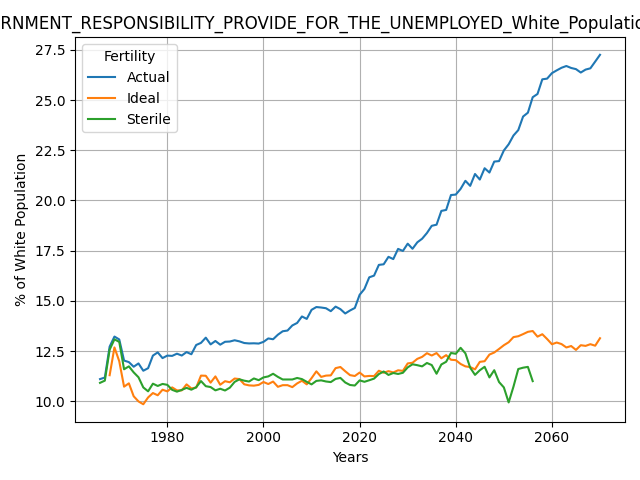 RNMENT_RESPONSIBILITY_PROVIDE_FOR_THE_UNEMPLOYED_White_Populatio
27.5
25.0
22.5
20.0
17.5
15.0
12.5
10.0
% of White Population
Fertility
Actual
Ideal
Sterile
1980 2000 2020 2040 2060
Years